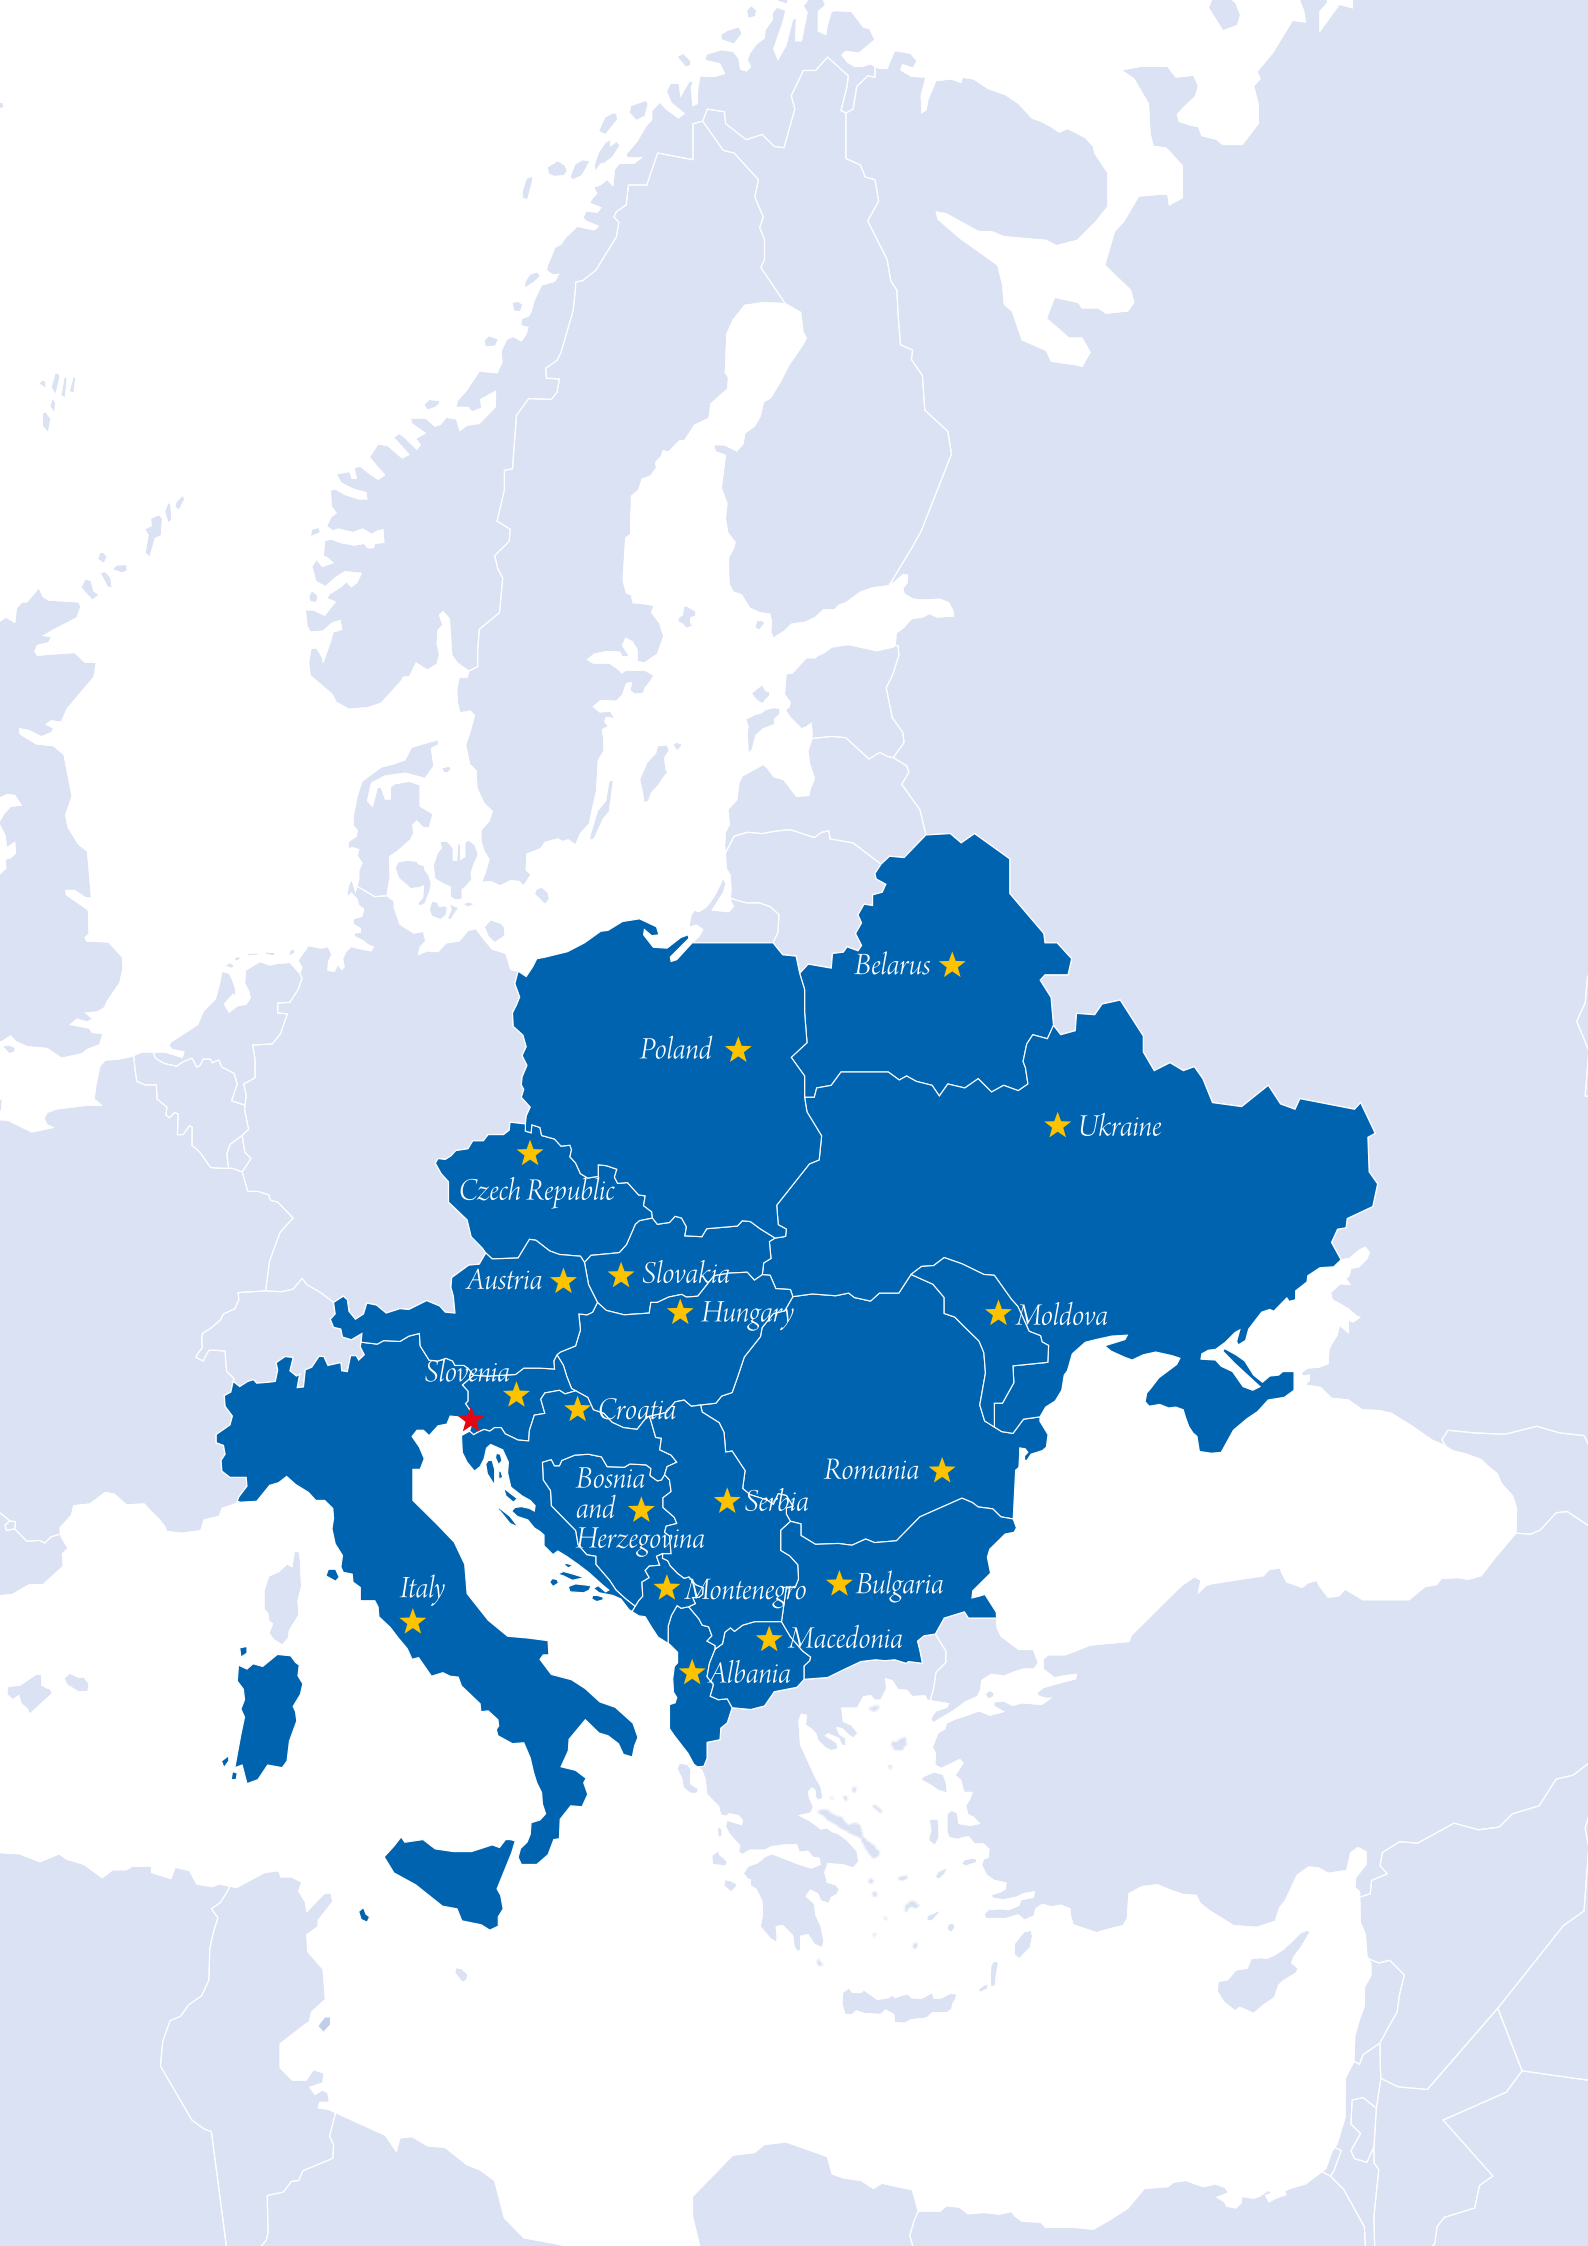 Belarus
Poland
Ukraine
Czech Republic
Slovakia
Austria
Hungary
Moldova
Slovenia
Croatia
Romania
Bosnia
and
Herzegovina
Serbia
Italy
Bulgaria
Montenegro
Macedonia
Albania